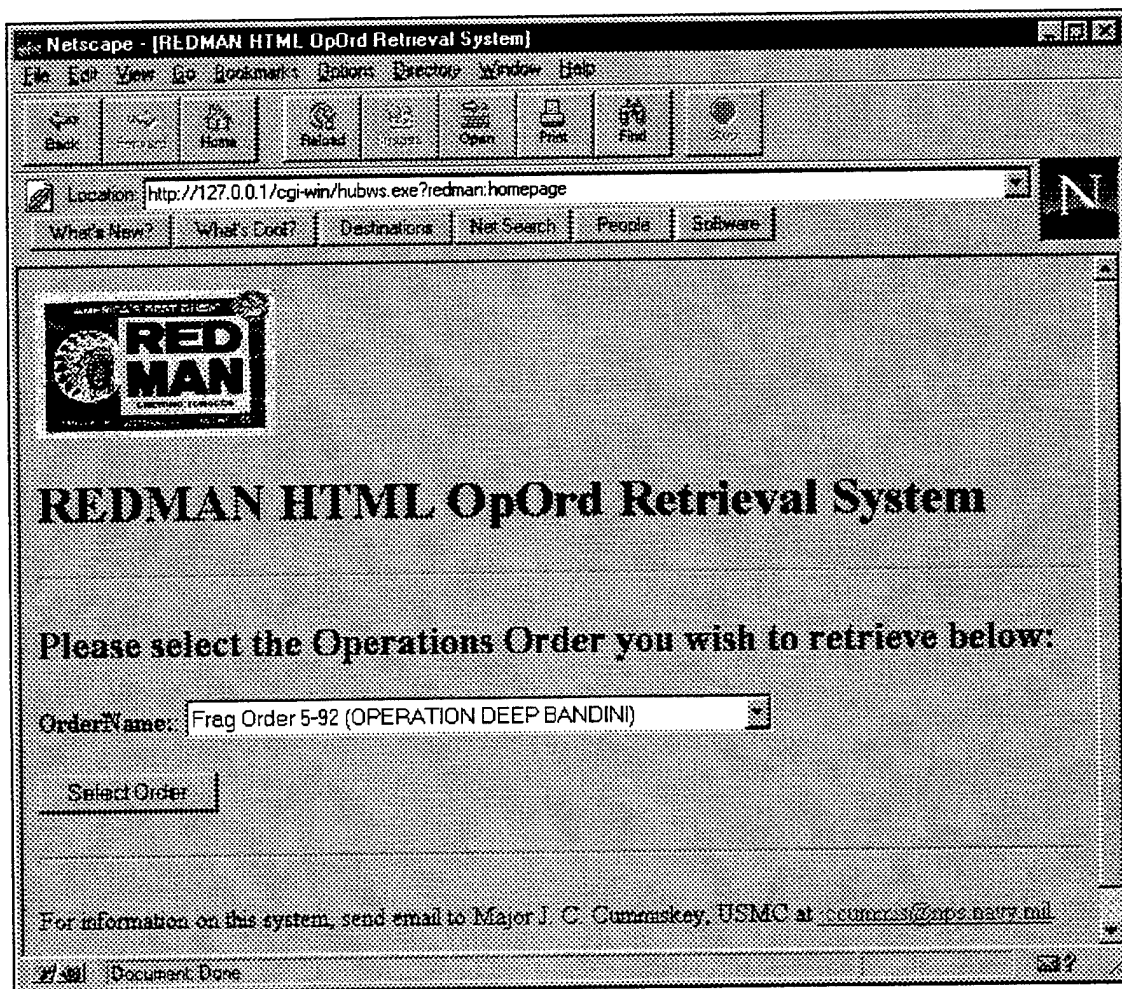 Netscape - [REDMAN HTML OpOrd Retrieval System]
File Edit View Go Bookmarks Options Directory Window Help
Back Home Reload Open Print Find
Location: http://127.0.0.1/cgi-win/hubws.exe?redman:homepage
N
What's New? What's Cool? Destinations Net Search People Software
RED
MAN
REDMAN HTML OpOrd Retrieval System
Please select the Operations Order you wish to retrieve below:
OrderName: Frag Order 5-92 (OPERATION DEEP BANDINI)
Select Order
For information on this system, send email to Major J. C. Cummiskey, USMC at
Document: Done